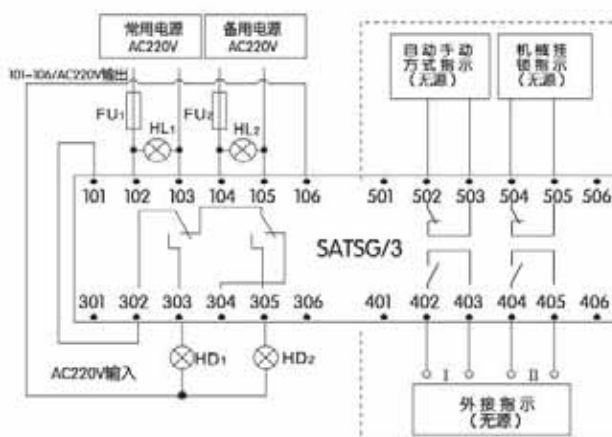 常用电源
AC220V
备用电源
AC220V
自动手动
方式指示
(无源)
机械挂
锁指示
(无源)
101-106/AC220V输出
FU1
HL1
FU2
HL2
101 102 103 104 105 106 501 502 503 504 505 506
SATSG/3
301 302 303 304 305 306 401 402 403 404 405 406
HD1
HD2
AC220V输入
I
II
外接指示
(无源)